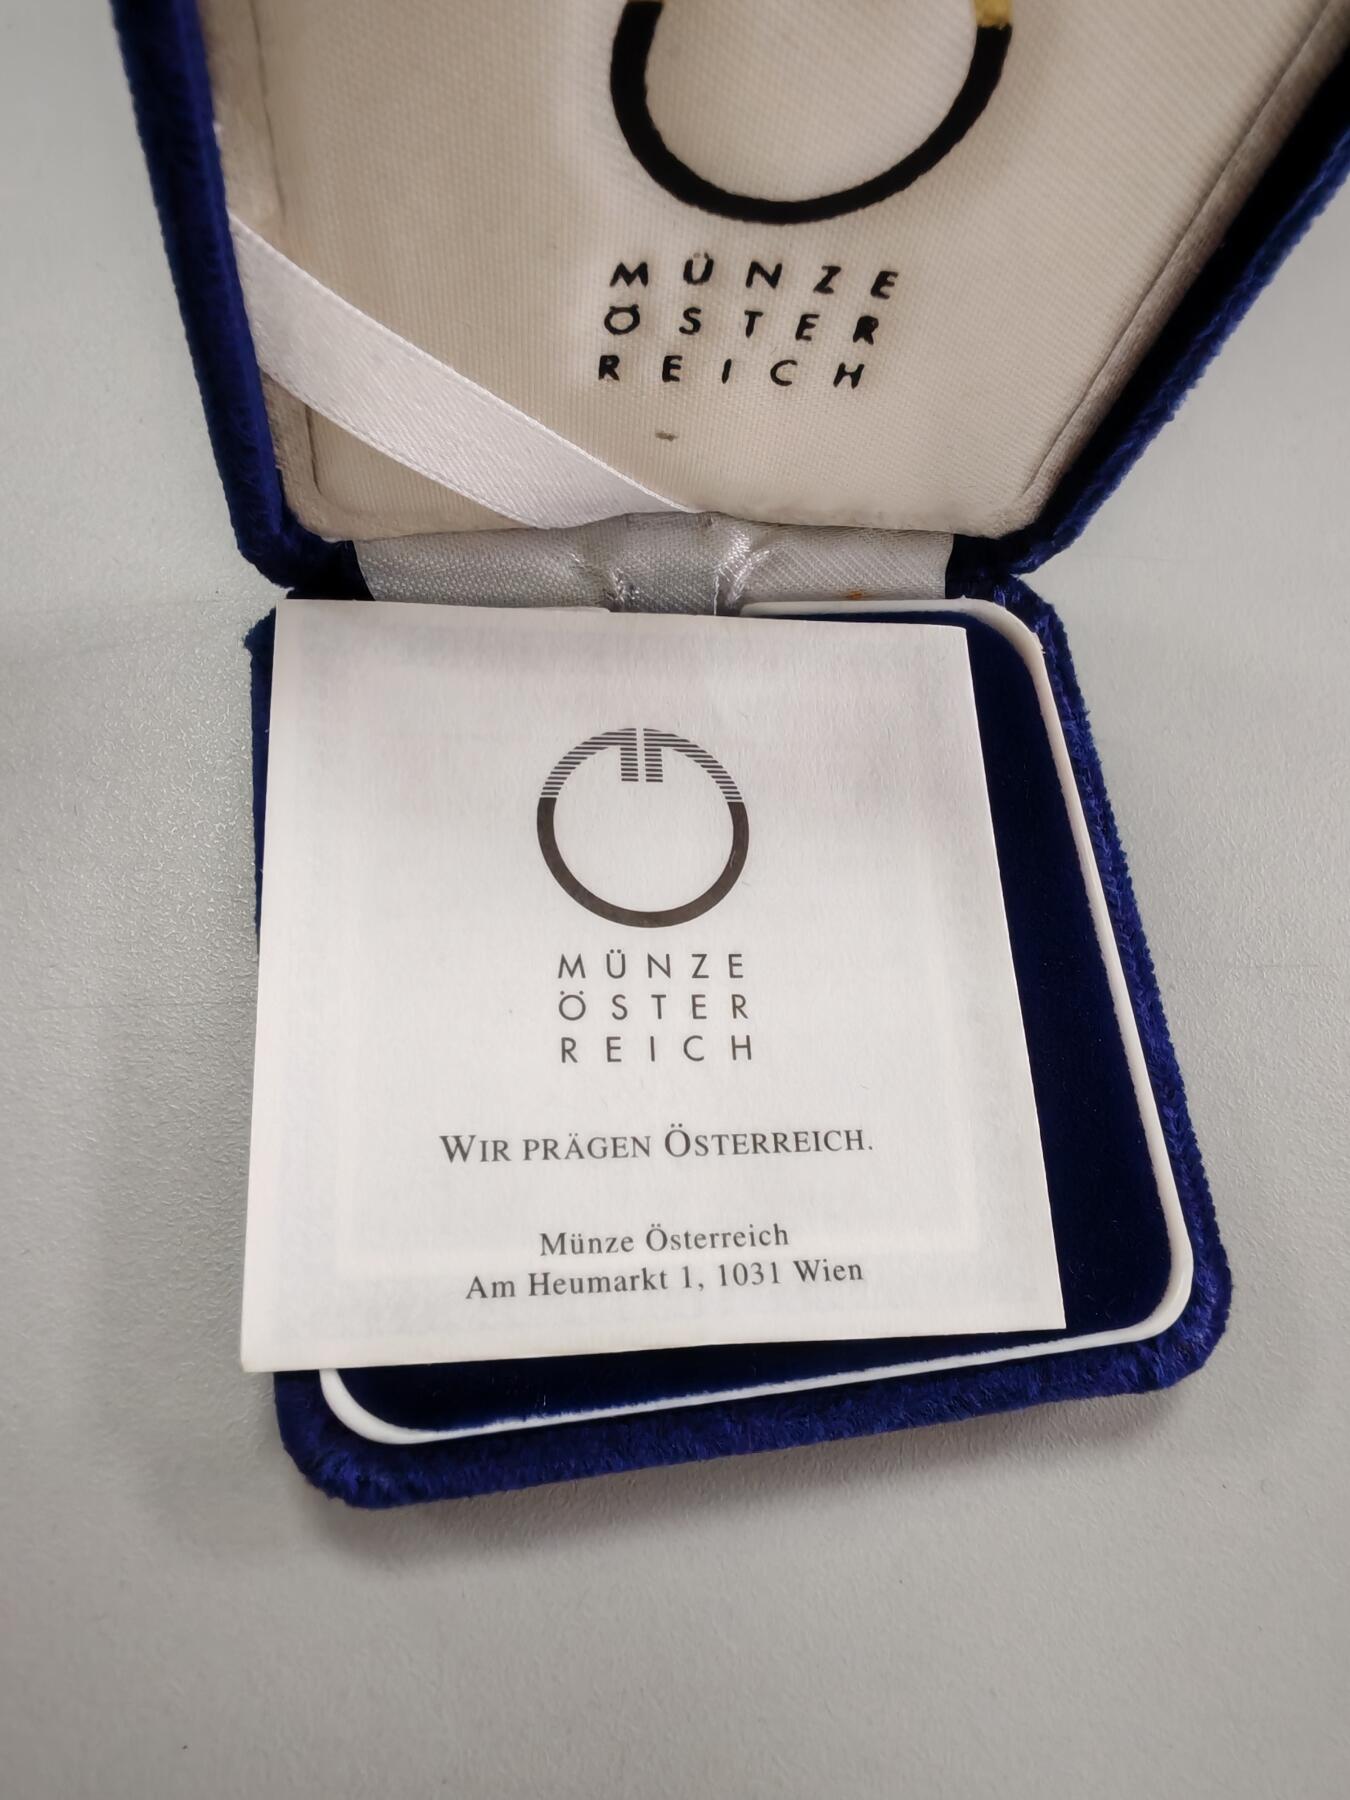 MÜNZE
ÖSTER
REICH
MÜNZE
ÖSTER
REICH
WIR PRÄGEN ÖSTERREICH.
Münze Österreich
Am Heumarkt 1, 1031 Wien